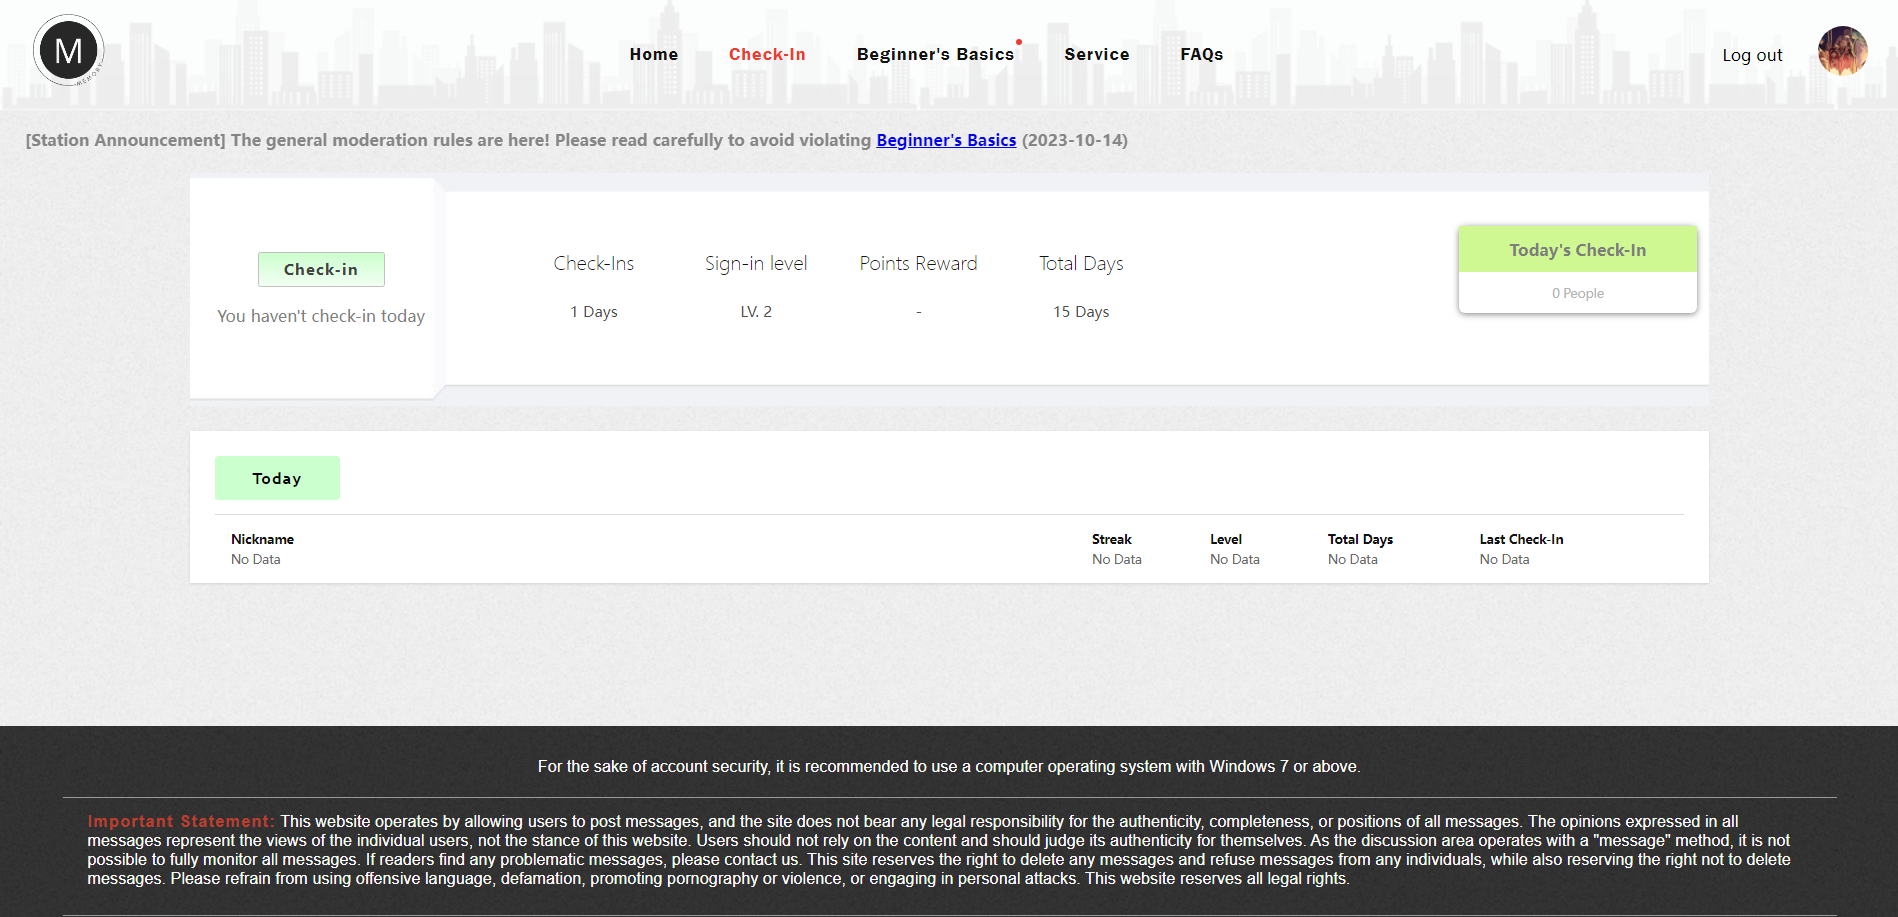 M
MEMORY
Home Check-In Beginner's Basics Service FAQs Log out
[Station Announcement] The general moderation rules are here! Please read carefully to avoid violating Beginner's Basics (2023-10-14)
Check-in
You haven't check-in today
Check-Ins Sign-in level Points Reward Total Days
1 Days LV. 2 - 15 Days
Today's Check-In
0 People
Today
Nickname Streak Level Total Days Last Check-In
No Data No Data No Data No Data No Data
For the sake of account security, it is recommended to use a computer operating system with Windows 7 or above.
Important Statement: This website operates by allowing users to post messages, and the site does not bear any legal responsibility for the authenticity, completeness, or positions of all messages. The opinions expressed in all
messages represent the views of the individual users, not the stance of this website. Users should not rely on the content and should judge its authenticity for themselves. As the discussion area operates with a "message" method, it is not
possible to fully monitor all messages. If readers find any problematic messages, please contact us. This site reserves the right to delete any messages and refuse messages from any individuals, while also reserving the right not to delete
messages. Please refrain from using offensive language, defamation, promoting pornography or violence, or engaging in personal attacks. This website reserves all legal rights.